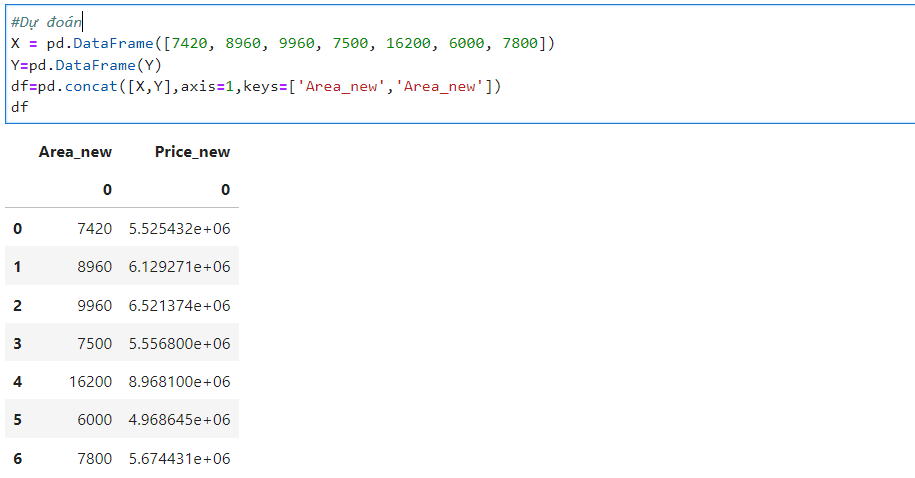 #Dự đoán
X = pd.DataFrame([7420, 8960, 9960, 7500, 16200, 6000, 7800])
Y=pd.DataFrame(Y)
df=pd.concat([X,Y],axis=1,keys=['Area_new','Area_new'])
df
Area_new Price_new
0 0
0 7420 5.525432e+06
1 8960 6.129271e+06
2 9960 6.521374e+06
3 7500 5.556800e+06
4 16200 8.968100e+06
5 6000 4.968645e+06
6 7800 5.674431e+06